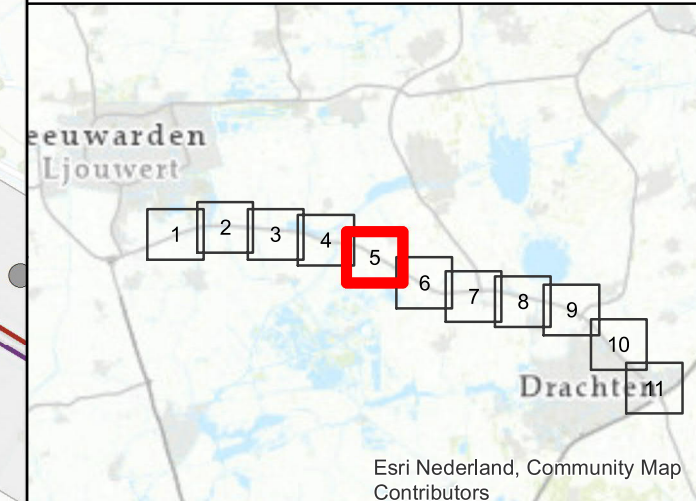 eeuwarden
Ljouwert
1 2 3 4 5 6 7 8 9 10 11
Drachten
Esri Nederland, Community Map
Contributors